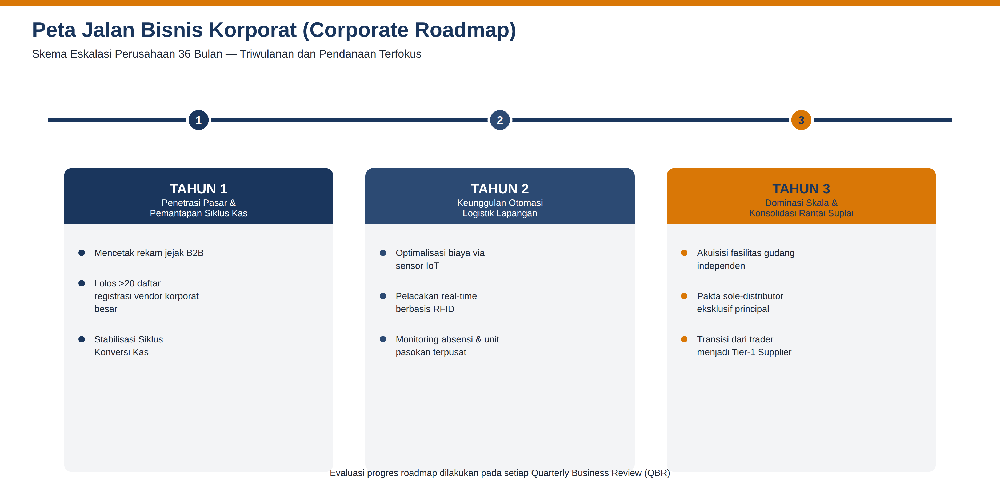 Peta Jalan Bisnis Korporat (Corporate Roadmap)
Skema Eskalasi Perusahaan 36 Bulan — Triwulanan dan Pendanaan Terfokus
1
2
3
TAHUN 1
Penetrasi Pasar &
Pemantapan Siklus Kas
Mencetak rekam jejak B2B
Lolos >20 daftar
registrasi vendor korporat
besar
Stabilisasi Siklus
Konversi Kas
TAHUN 2
Keunggulan Otomasi
Logistik Lapangan
Optimalisasi biaya via
sensor IoT
Pelacakan real-time
berbasis RFID
Monitoring absensi & unit
pasokan terpusat
TAHUN 3
Dominasi Skala &
Konsolidasi Rantai Suplai
Akuisisi fasilitas gudang
independen
Pakta sole-distributor
eksklusif principal
Transisi dari trader
menjadi Tier-1 Supplier
Evaluasi progres roadmap dilakukan pada setiap Quarterly Business Review (QBR)